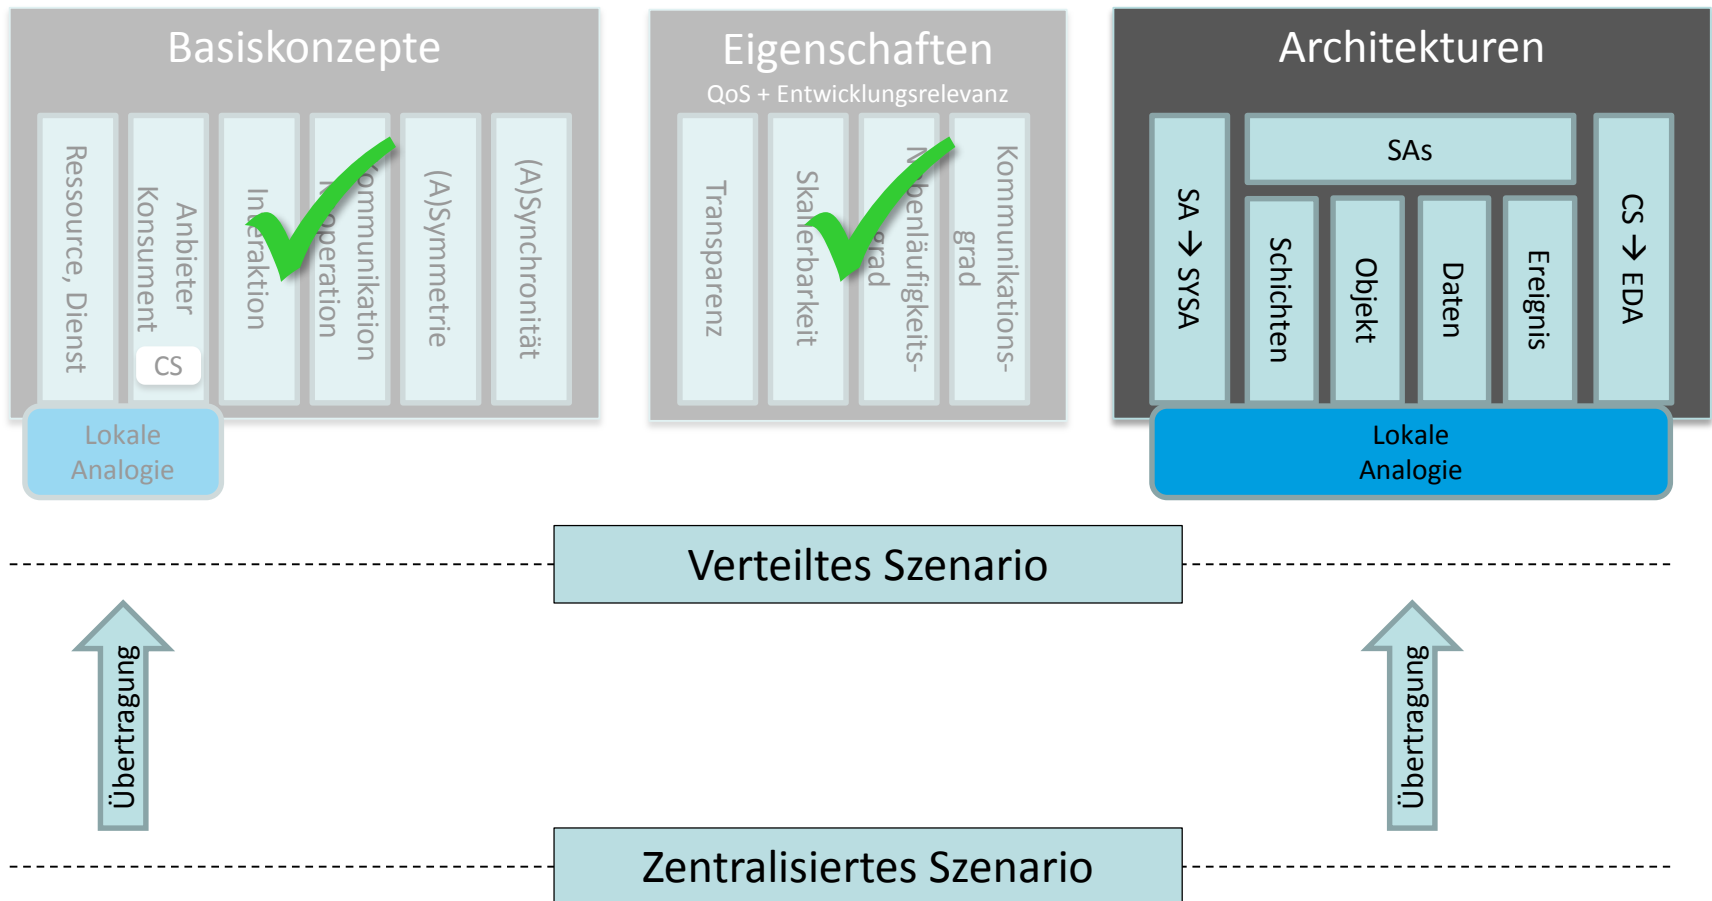 Basiskonzepte
Ressource, Dienst
Anbieter
Konsument
CS
Interaktion
Kommunikation
Kooperation
(A)Symmetrie
(A)Synchronität
Lokale
Analogie
Eigenschaften
QoS + Entwicklungsrelevanz
Transparenz
Skalierbarkeit
Nebenläufigkeits-
grad
Kommunikations-
grad
Architekturen
SA → SYSA
SAs
Schichten
Objekt
Daten
Ereignis
CS → EDA
Lokale
Analogie
Verteiltes Szenario
Übertragung
Übertragung
Zentralisiertes Szenario